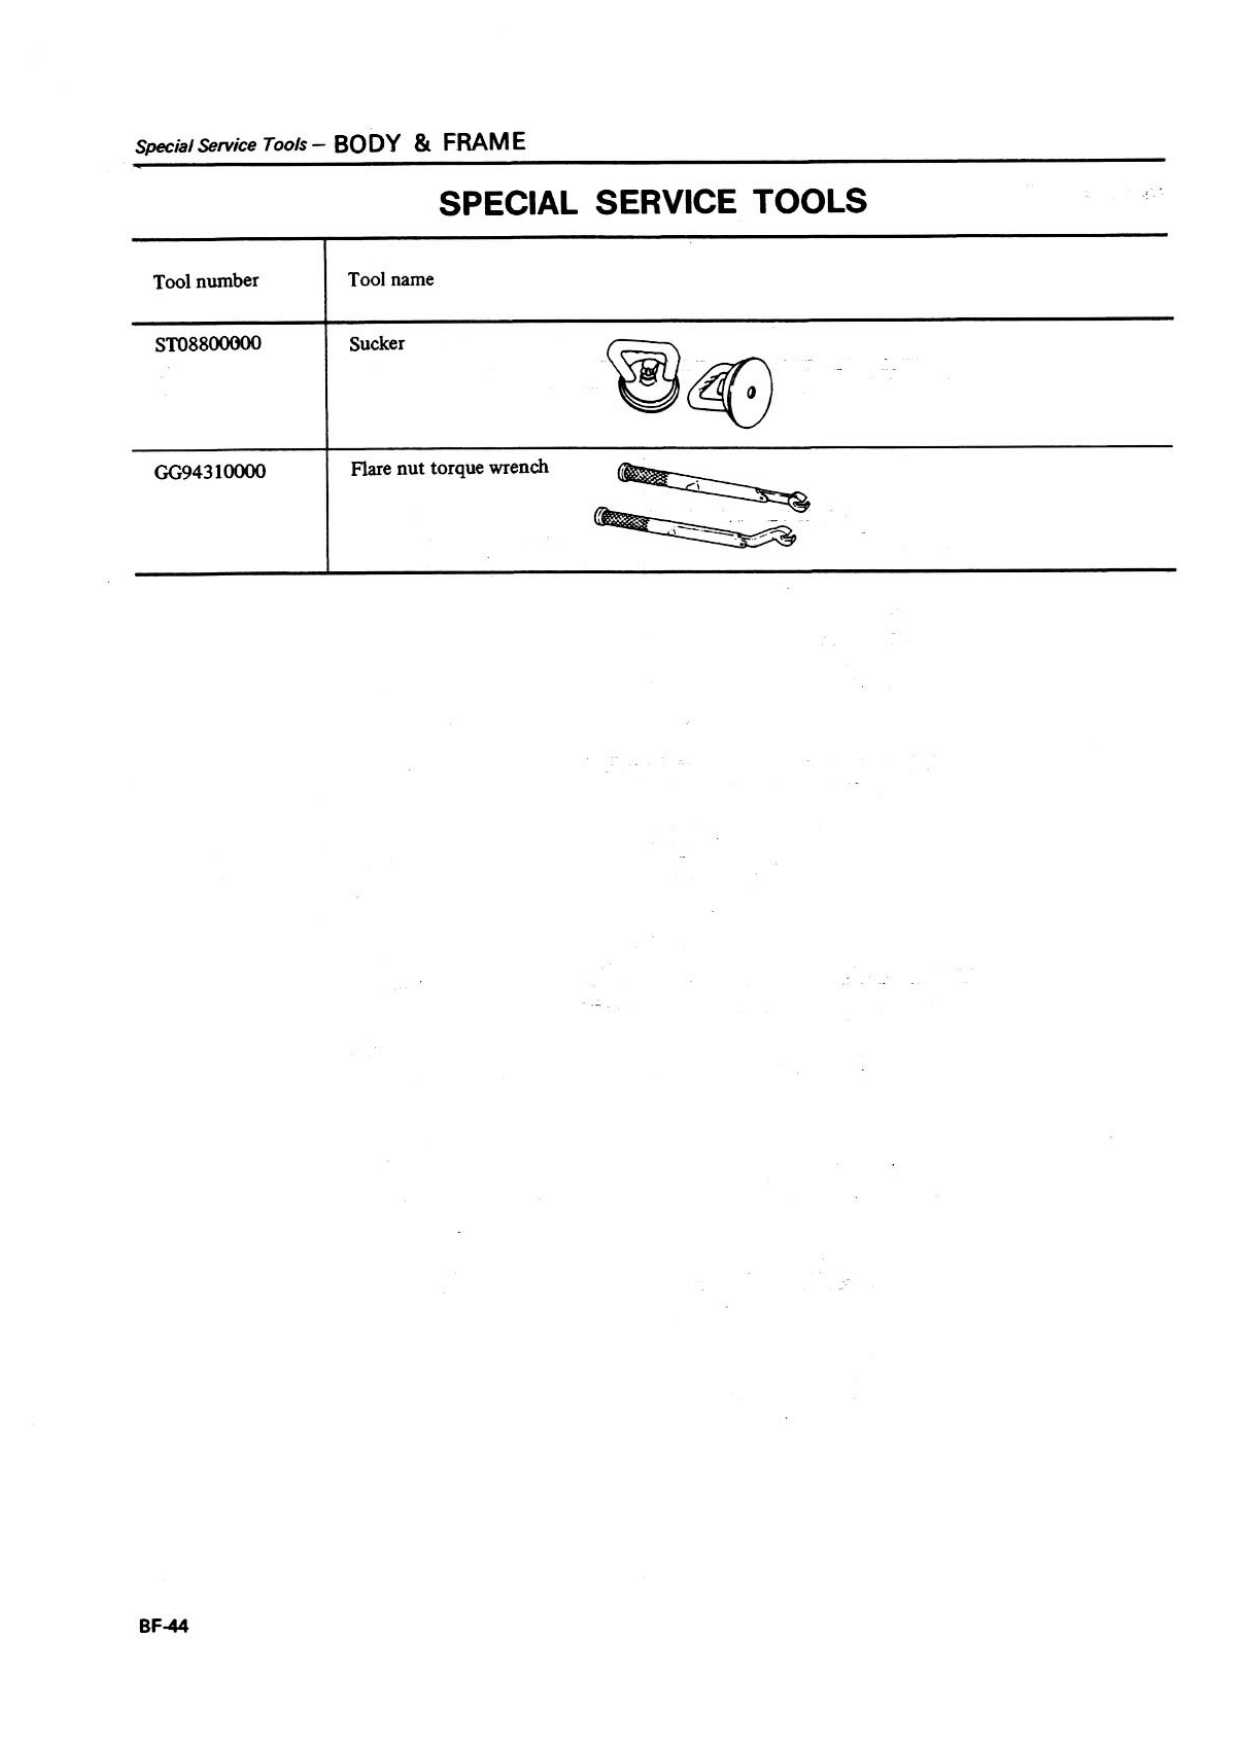 Special Service Tools – BODY & FRAME
SPECIAL SERVICE TOOLS
Tool number Tool name
ST08800000 Sucker
GG94310000 Flare nut torque wrench
BF-44